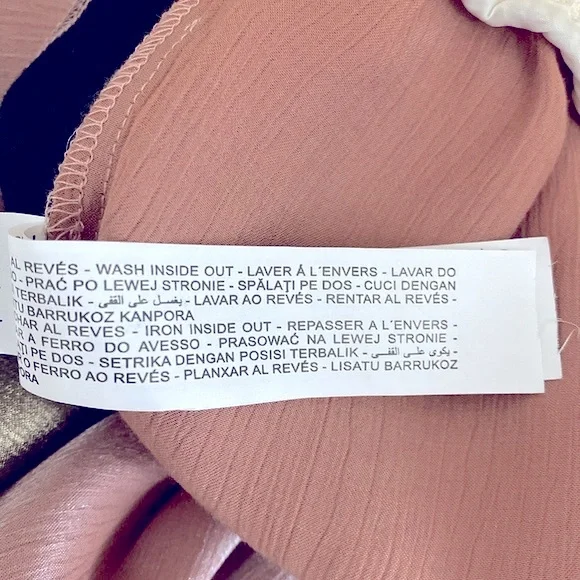 AL REVÉS - WASH INSIDE OUT - LAVER Á L´ENVERS - LAVAR DO
O - PRAĆ PO LEWEJ STRONIE - SPĂLAŢI PE DOS - CUCI DENGAN
TERBALIK - يغسل على القفى - LAVAR AO REVÉS - RENTAR AL REVÉS -
TU BARRUKOZ KANPORA
HAR AL REVES - IRON INSIDE OUT - REPASSER A L´ENVERS -
R A FERRO DO AVESSO - PRASOWAĆ NA LEWEJ STRONIE -
ŢI PE DOS - SETRIKA DENGAN POSISI TERBALIK - يكوى على القفــى -
O FERRO AO REVÉS - PLANXAR AL REVÉS - LISATU BARRUKOZ
ORA